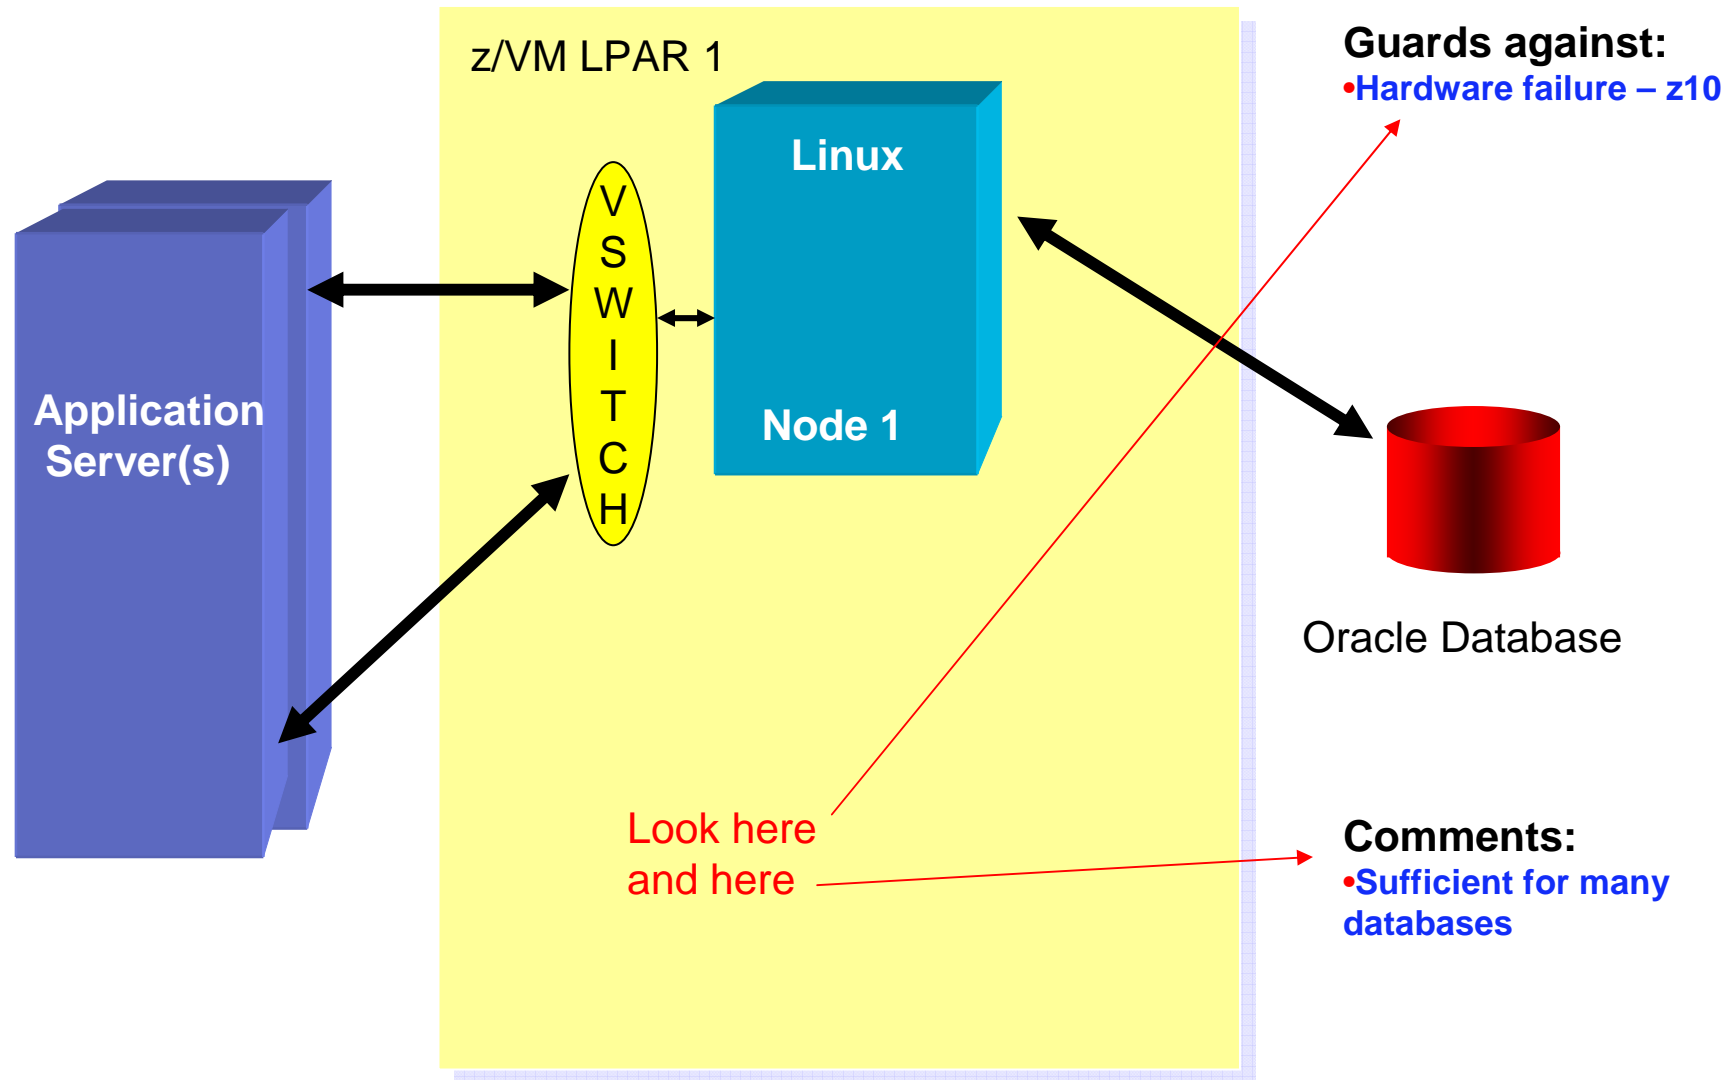 z/VM LPAR 1
Guards against:
•Hardware failure – z10
Linux
Node 1
V
S
W
I
T
C
H
Application
Server(s)
Oracle Database
Look here
and here
Comments:
•Sufficient for many
databases